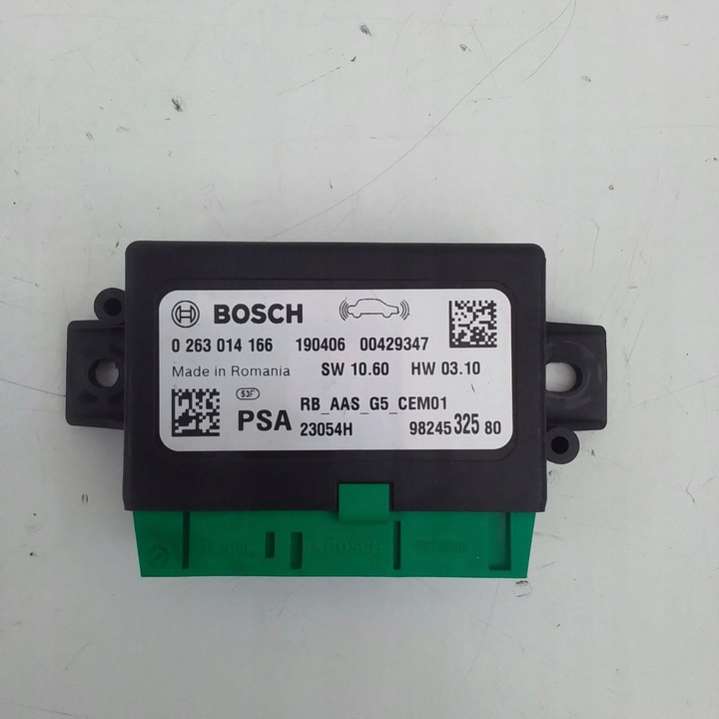 BOSCH
0 263 014 166 190406 00429347
Made in Romania SW 10.60 HW 03.10
RB_AAS_G5_CEM01
PSA 23054H 98245 325 80